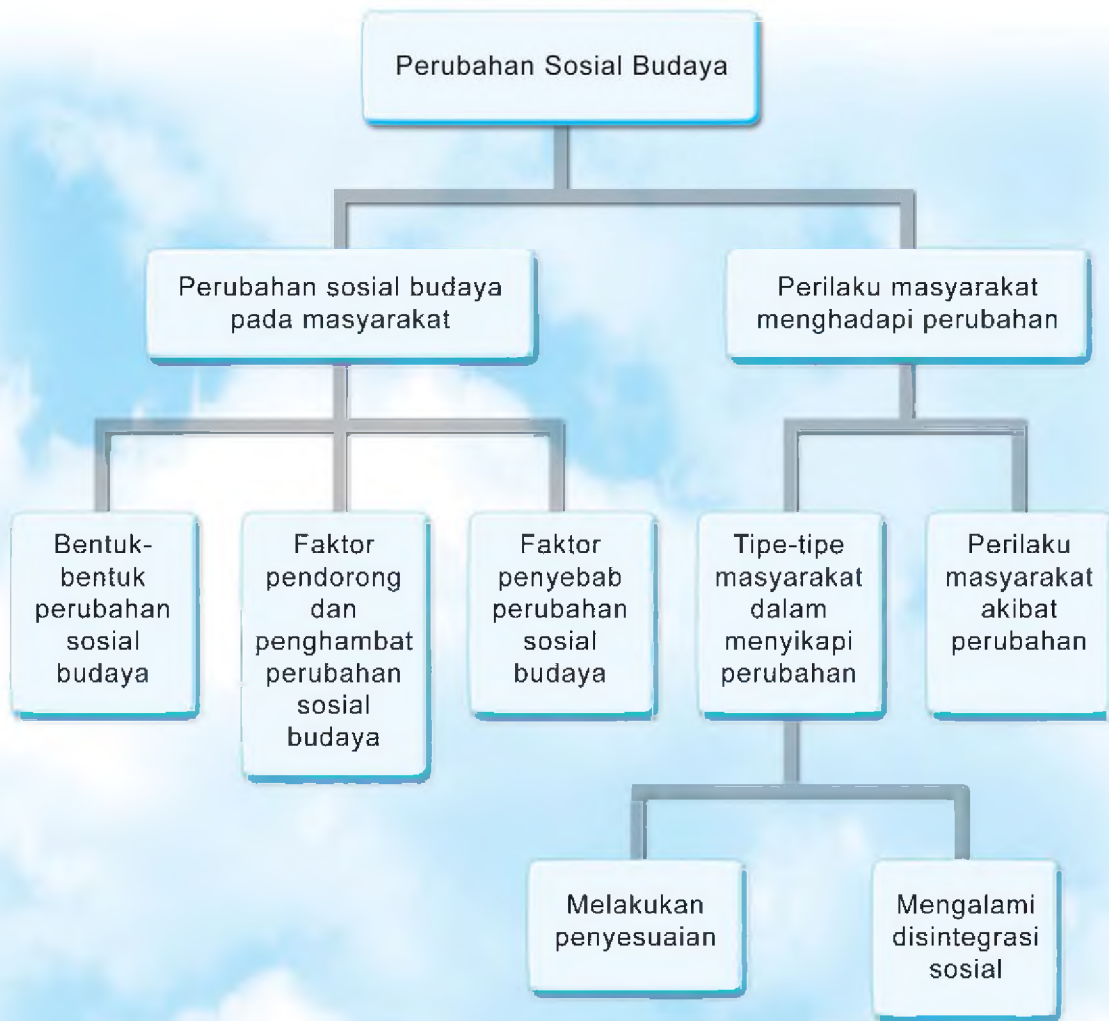 Perubahan Sosial Budaya
Perubahan sosial budaya
pada masyarakat
Perilaku masyarakat
menghadapi perubahan
Bentuk-
bentuk
perubahan
sosial
budaya
Faktor
pendorong
dan
penghambat
perubahan
sosial
budaya
Faktor
penyebab
perubahan
sosial
budaya
Tipe-tipe
masyarakat
dalam
menyikapi
perubahan
Perilaku
masyarakat
akibat
perubahan
Melakukan
penyesuaian
Mengalami
disintegrasi
sosial